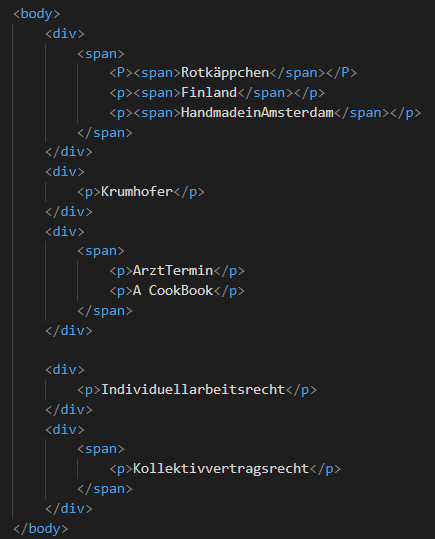 <body>
<div>
<span>
<P><span>Rotkäppchen</span></P>
<p><span>Finland</span></p>
<p><span>HandmadeinAmsterdam</span></p>
</span>
</div>
<div>
<p>Krumhofer</p>
</div>
<div>
<span>
<p>ArztTermin</p>
<p>A CookBook</p>
</span>
</div>
<div>
<p>Individuellarbeitsrecht</p>
</div>
<div>
<span>
<p>Kollektivvertragsrecht</p>
</span>
</div>
</body>